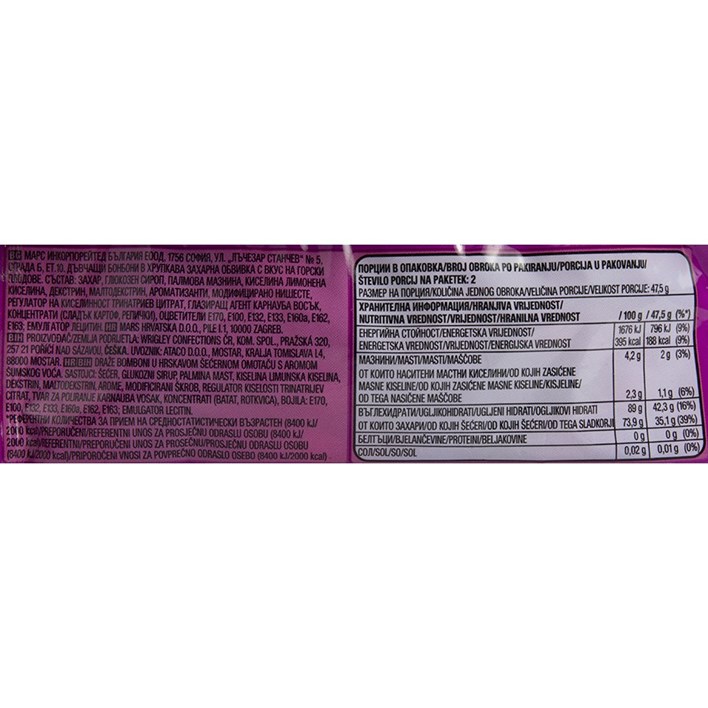 BG МАРС ИНКОРПОРЕЙТЕД БЪЛГАРИЯ ЕООД, 1756 СОФИЯ, УЛ. „ЛЪЧЕЗАР СТАНЧЕВ" № 5,
СГРАДА Б, ЕТ.10. ДЪВЧАЩИ БОНБОНИ В ХРУПКАВА ЗАХАРНА ОБВИВКА С ВКУС НА ГОРСКИ
ПЛОДОВЕ. СЪСТАВ: ЗАХАР, ГЛЮКОЗЕН СИРОП, ПАЛМОВА МАЗНИНА, КИСЕЛИНА ЛИМОНЕНА
КИСЕЛИНА, ДЕКСТРИН, МАЛТОДЕКСТРИН, АРОМАТИЗАНТИ, МОДИФИЦИРАНО НИШЕСТЕ,
РЕГУЛАТОР НА КИСЕЛИННОСТ ТРИНАТРИЕВ ЦИТРАТ, ГЛАЗИРАЩ АГЕНТ КАРНАУБА ВОСЪК,
КОНЦЕНТРАТИ (СЛАДЪК КАРТОФ, РЕПИЧКИ), ОЦВЕТИТЕЛИ Е170, Е100, Е132, Е133, Е160а, Е162,
Е163; ЕМУЛГАТОР ЛЕЦИТИН. HR MARS HRVATSKA D.O.O., PILE I.1, 10000 ZAGREB.
BIH PROIZVOĐAČ/ZEMLJA PODRIJETLA: WRIGLEY CONFECTIONS ČR, KOM. SPOL., PRAŽSKÁ 320,
257 21 POŘÍČÍ NAD SÁZAVOU, ČEŠKA. UVOZNIK: ATACO D.O.O., MOSTAR, KRALJA TOMISLAVA L4,
88000 MOSTAR. HR/BIH DRAŽE BOMBONI U HRSKAVOM ŠEĆERNOM OMOTAČU S AROMOM
ŠUMSKOG VOĆA. SASTOJCI: ŠEĆER, GLUKOZNI SIRUP, PALMINA MAST, KISELINA LIMUNSKA KISELINA,
DEKSTRIN, MALTODEKSTRIN, AROME, MODIFICIRANI ŠKROB, REGULATOR KISELOSTI TRINATRIJEV
CITRAT, TVAR ZA POLIRANJE KARNAUBA VOSAK, KONCENTRATI (BATAT, ROTKVICA), BOJILA: E170,
E100, E132, E133, E160a, E162, E163; EMULGATOR LECITIN.
*РЕФЕРЕНТНИ КОЛИЧЕСТВА ЗА ПРИЕМ НА СРЕДНОСТАТИСТИЧЕСКИ ВЪЗРАСТЕН (8400 kJ/
2000 kcal)/PREPORUČENI/REFERENTNI UNOS ZA PROSJEČNU ODRASLU OSOBU (8400 kJ/
2000 kcal)/REFERENTNI/PREPORUČENI UNOS ZA PROSEČNU/PROSJEČNU ODRASLU OSOBU
(8400 kJ/2000 kcal)/PRIPOROČENI VNOSI ZA POVPREČNO ODRASLO OSEBO (8400 kJ/2000 kcal)
ПОРЦИИ В ОПАКОВКА/BROJ OBROKA PO PAKIRANJU/PORCIJA U PAKOVANJU/
ŠTEVILO PORCIJ NA PAKETEK: 2
РАЗМЕР НА ПОРЦИЯ/KOLIČINA JEDNOG OBROKA/VELIČINA PORCIJE/VELIKOST PORCIJE: 47,5 g
ХРАНИТЕЛНА ИНФОРМАЦИЯ/HRANJIVA VRIJEDNOST/
NUTRITIVNA VREDNOST/VRIJEDNOST/HRANILNA VREDNOST / 100 g / 47,5 g (%*)
ЕНЕРГИЙНА СТОЙНОСТ/ENERGETSKA VRIJEDNOST/ 1676 kJ 796 kJ (9%)
ENERGETSKA VREDNOST/VRIJEDNOST/ENERGIJSKA VREDNOST 395 kcal 188 kcal (9%)
МАЗНИНИ/MASTI/MASTI/MAŠČOBE 4,2 g 2 g (3%)
ОТ КОИТО НАСИТЕНИ МАСТНИ КИСЕЛИНИ/OD KOJIH ZASIĆENE
MASNE KISELINE/OD KOJIH ZASIĆENE MASNE KISELINE/KISJELINE/
OD TEGA NASIČENE MAŠČOBE 2,3 g 1,1 g (6%)
ВЪГЛЕХИДРАТИ/UGLJIKOHIDRATI/UGLJENI HIDRATI/OGLJIKOVI HIDRATI 89 g 42,3 g (16%)
ОТ КОИТО ЗАХАРИ/OD KOJIH ŠEĆERI/OD KOJIH ŠEĆERI/OD TEGA SLADKORJI 73,9 g 35,1 g (39%)
БЕЛТЪЦИ/BJELANČEVINE/PROTEINI/BELJAKOVINE 0 g 0 g (0%)
СОЛ/SOL/SO/SOL 0,02 g 0,01 g (0%)